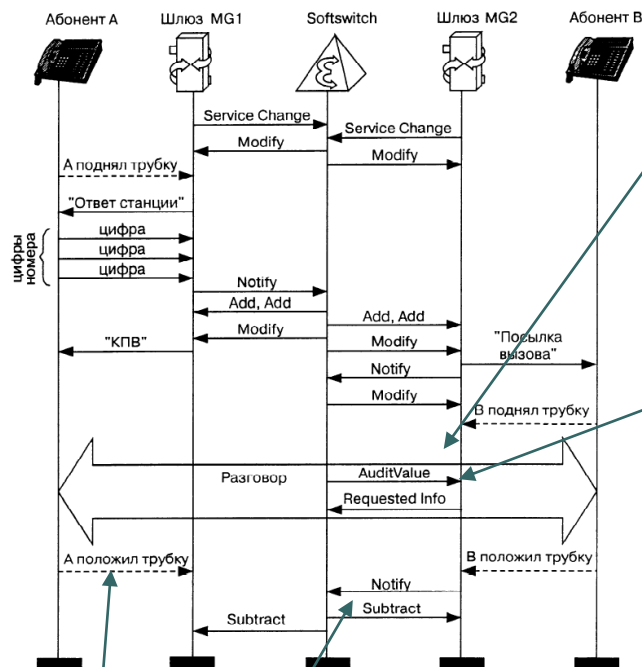 Абонент А
Шлюз MG1
Softswitch
Шлюз MG2
Абонент В
Service Change
Service Change
Modify
Modify
А поднял трубку
"Ответ станции"
цифры
номера
цифра
цифра
цифра
Notify
Add, Add
Add, Add
Modify
"КПВ"
Modify
"Посылка
вызова"
Notify
Modify
В поднял трубку
Разговор
AuditValue
Requested Info
А положил трубку
В положил трубку
Notify
Subtract
Subtract